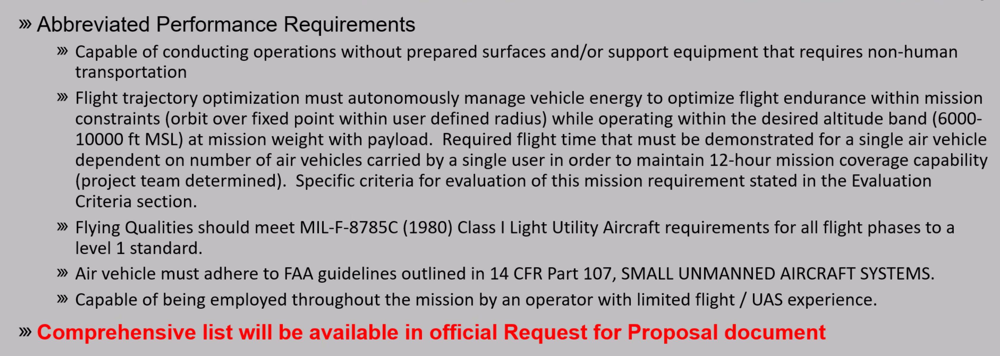 ››› Abbreviated Performance Requirements
››› Capable of conducting operations without prepared surfaces and/or support equipment that requires non-human
transportation
››› Flight trajectory optimization must autonomously manage vehicle energy to optimize flight endurance within mission
constraints (orbit over fixed point within user defined radius) while operating within the desired altitude band (6000-
10000 ft MSL) at mission weight with payload.  Required flight time that must be demonstrated for a single air vehicle
dependent on number of air vehicles carried by a single user in order to maintain 12-hour mission coverage capability
(project team determined).  Specific criteria for evaluation of this mission requirement stated in the Evaluation
Criteria section.
››› Flying Qualities should meet MIL-F-8785C (1980) Class I Light Utility Aircraft requirements for all flight phases to a
level 1 standard.
››› Air vehicle must adhere to FAA guidelines outlined in 14 CFR Part 107, SMALL UNMANNED AIRCRAFT SYSTEMS.
››› Capable of being employed throughout the mission by an operator with limited flight / UAS experience.
››› Comprehensive list will be available in official Request for Proposal document